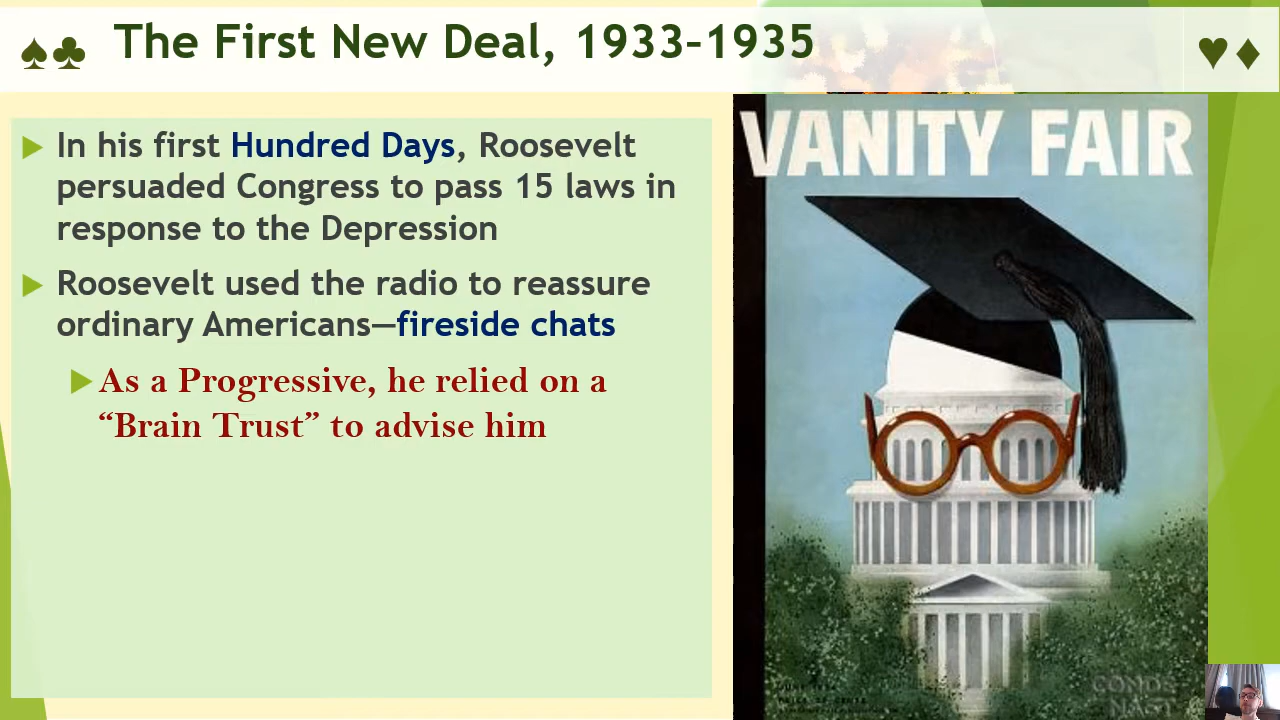 The First New Deal, 1933-1935
In his first Hundred Days, Roosevelt
persuaded Congress to pass 15 laws in
response to the Depression
Roosevelt used the radio to reassure
ordinary Americans—fireside chats
As a Progressive, he relied on a
“Brain Trust” to advise him
VANITY FAIR
CONDÉ
NAST